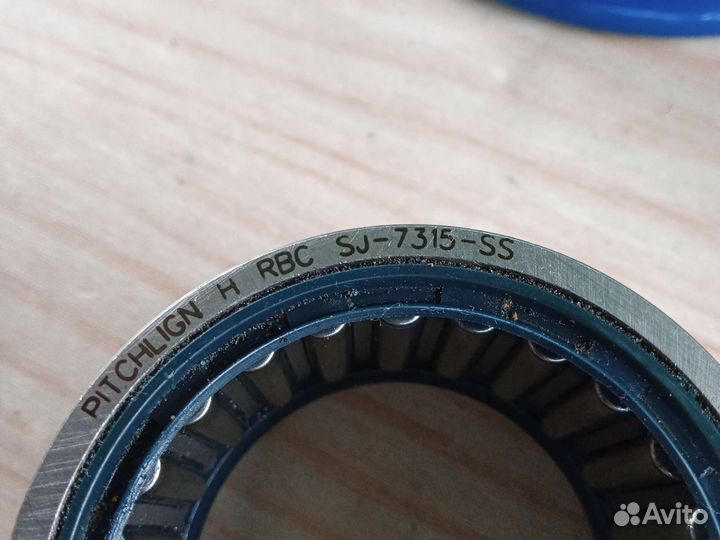 PITCHLIGN H RBC SJ-7315-SS
Avito